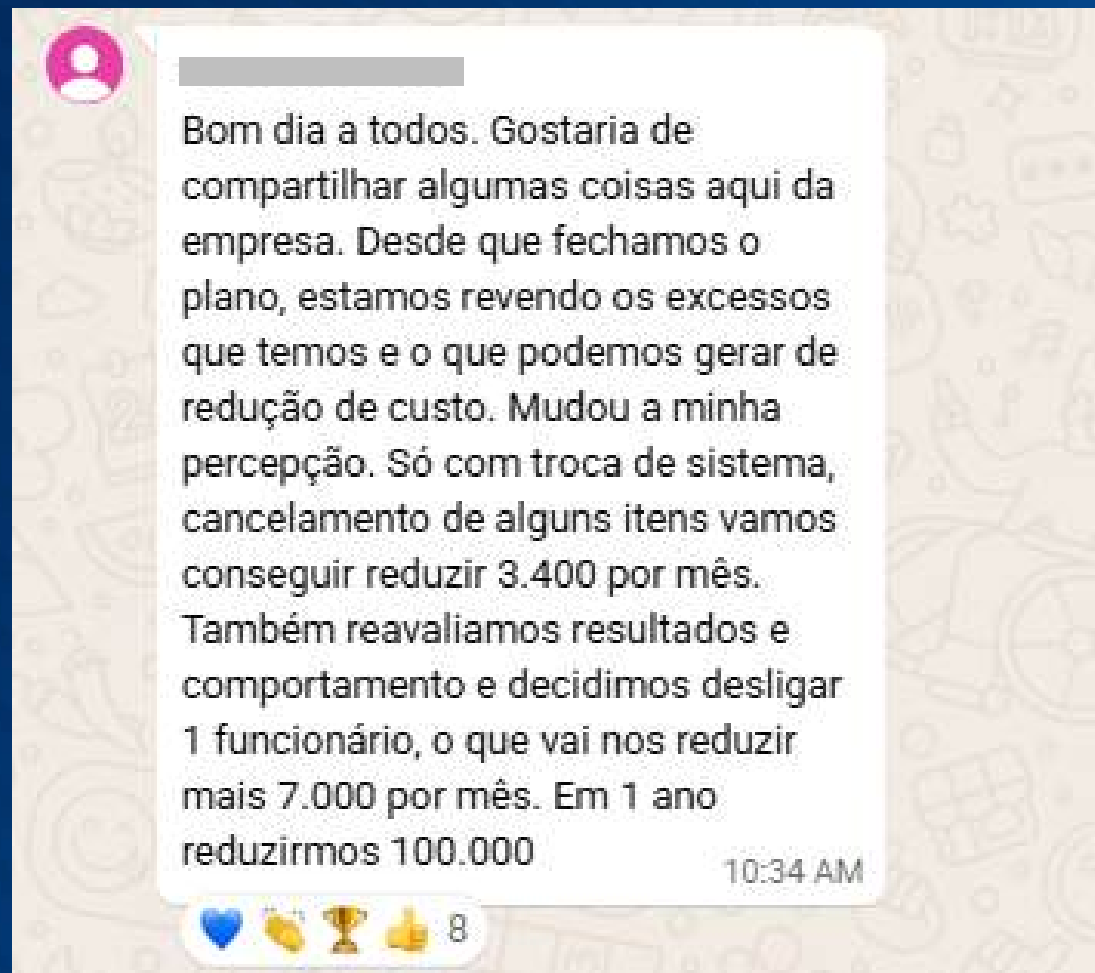 Bom dia a todos. Gostaria de
compartilhar algumas coisas aqui da
empresa. Desde que fechamos o
plano, estamos revendo os excessos
que temos e o que podemos gerar de
redução de custo. Mudou a minha
percepção. Só com troca de sistema,
cancelamento de alguns itens vamos
conseguir reduzir 3.400 por mês.
Também reavaliamos resultados e
comportamento e decidimos desligar
1 funcionário, o que vai nos reduzir
mais 7.000 por mês. Em 1 ano
reduzirmos 100.000
10:34 AM
8